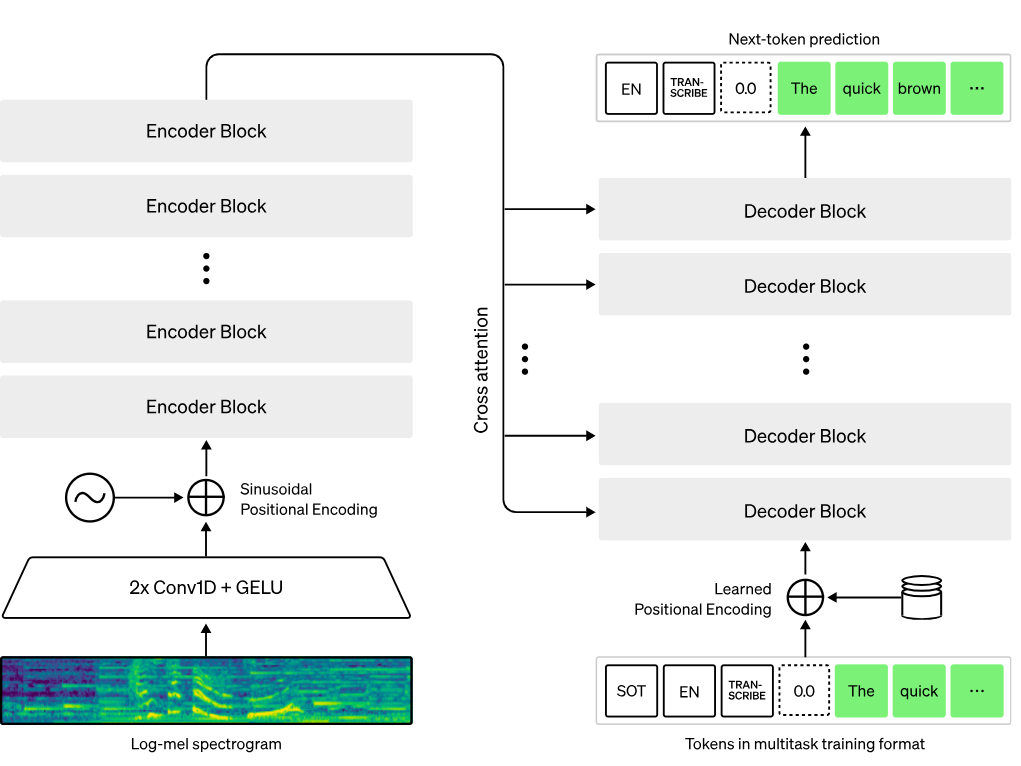 Encoder Block
Encoder Block
Encoder Block
Encoder Block
Sinusoidal
Positional Encoding
2x Conv1D + GELU
Log-mel spectrogram
Cross attention
Next-token prediction
EN
TRAN-
SCRIBE
0.0
The
quick
brown
...
Decoder Block
Decoder Block
Decoder Block
Decoder Block
Learned
Positional Encoding
SOT
EN
TRAN-
SCRIBE
0.0
The
quick
...
Tokens in multitask training format